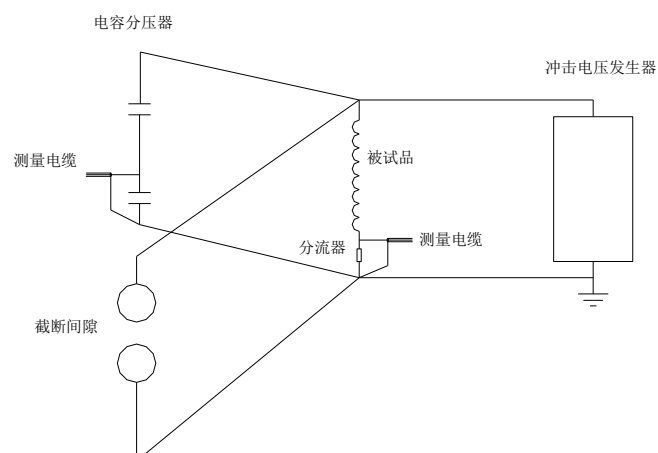 电容分压器
冲击电压发生器
测量电缆
被试品
分流器
测量电缆
截断间隙